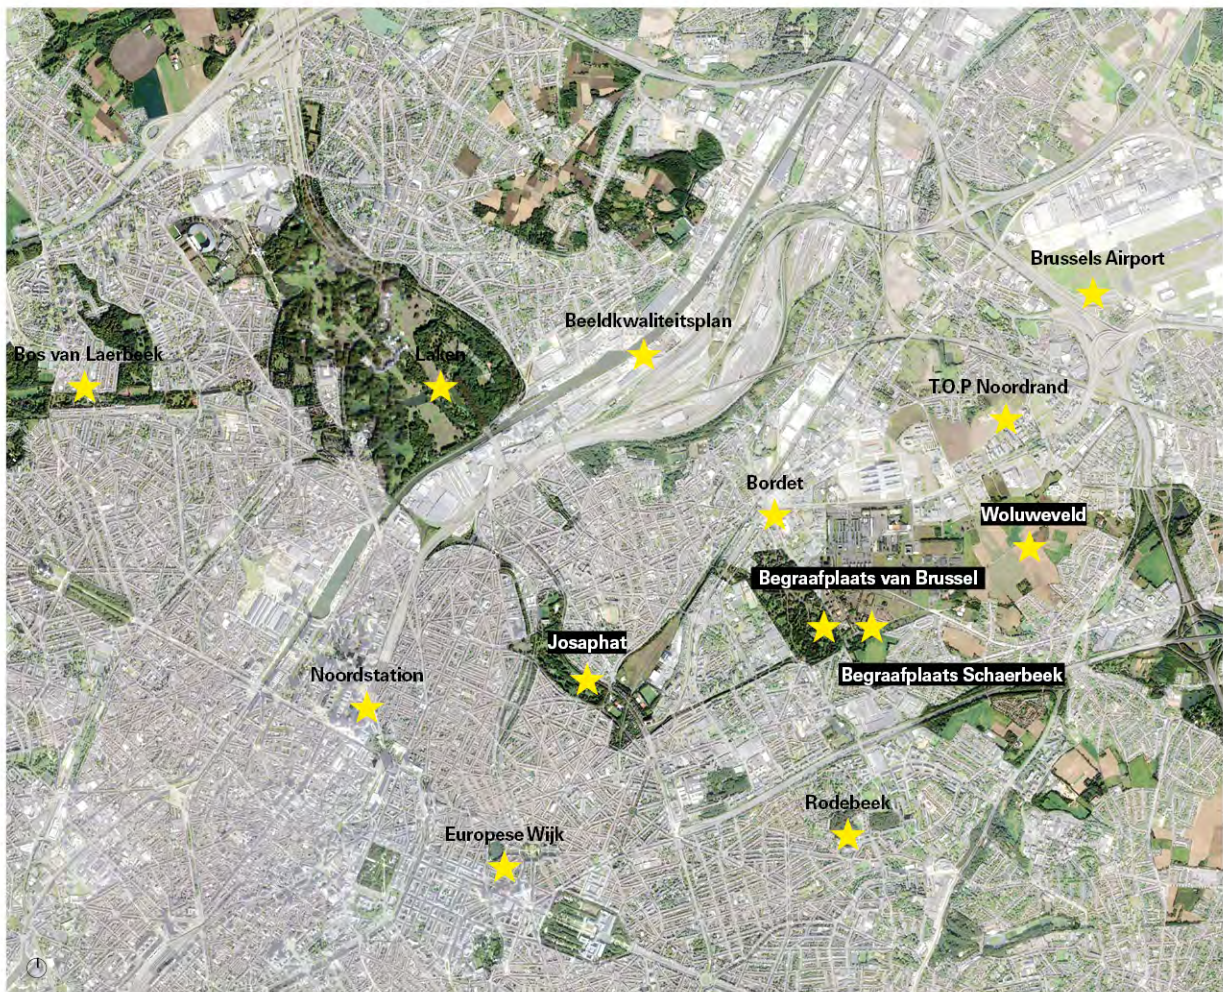 Brussels Airport
Beeldkwaliteitsplan
Bos van Laerbeek
Laken
T.O.P Noordrand
Bordet
Woluweveld
Begraafplaats van Brussel
Josaphat
Begraafplaats Schaerbeek
Noordstation
Rodebeek
Europese Wijk